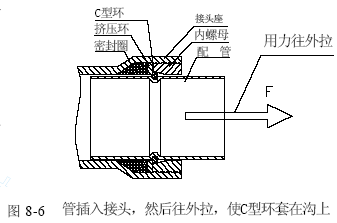 C型环
挤压环
密封圈
接头座
内螺母
配管
用力往外拉
F
图 8-6 管插入接头，然后往外拉，使C型环套在沟上